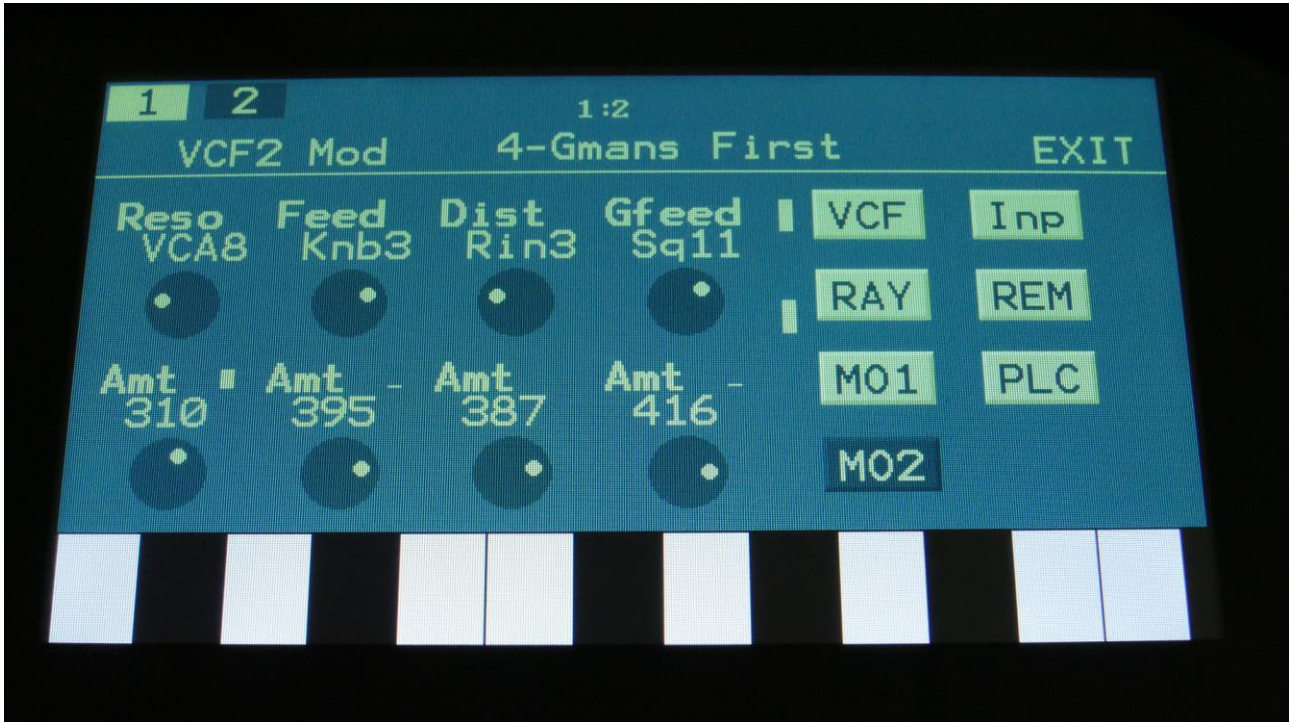 1 2 1:2
VCF2 Mod 4-Gmans First EXIT
Reso Feed Dist Gfeed VCF Inp
VCA8 Knb3 Rin3 Sq11
RAY REM
Amt Amt Amt Amt MO1 PLC
310 395 387 416
MO2